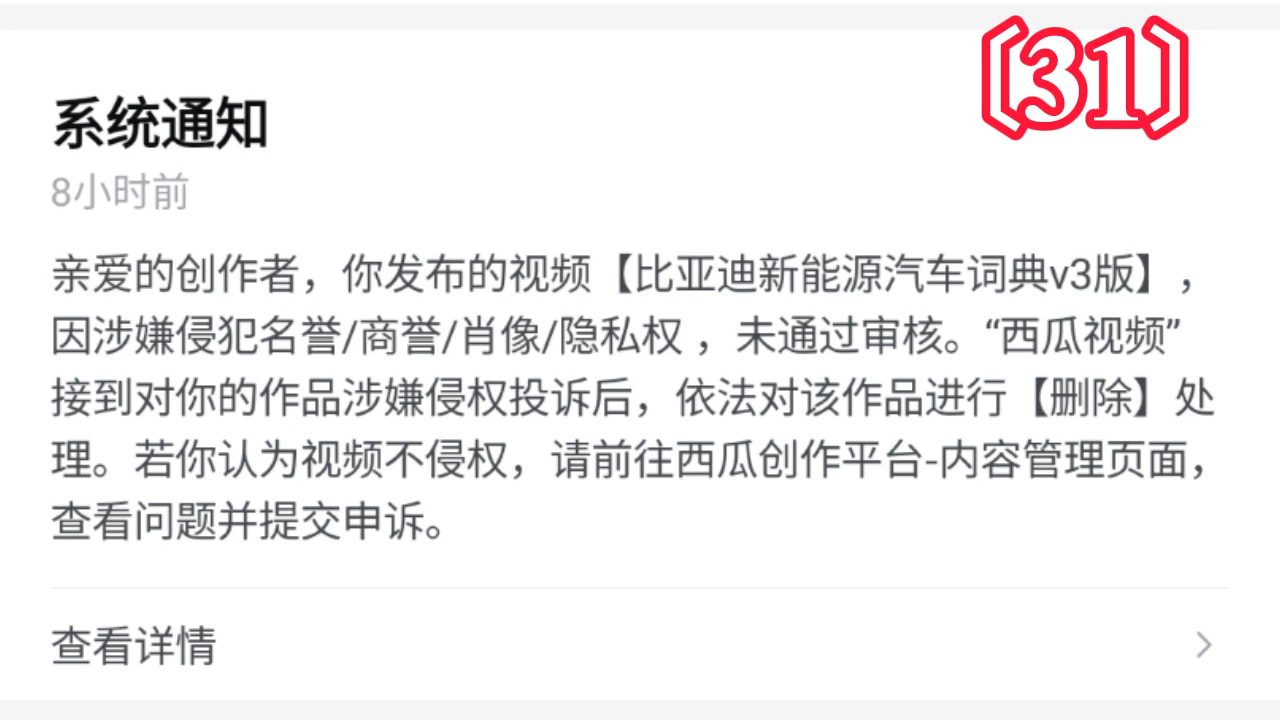 〔31〕
系统通知
8小时前
亲爱的创作者，你发布的视频【比亚迪新能源汽车词典v3版】，
因涉嫌侵犯名誉/商誉/肖像/隐私权，未通过审核。“西瓜视频”
接到对你的作品涉嫌侵权投诉后，依法对该作品进行【删除】处
理。若你认为视频不侵权，请前往西瓜创作平台-内容管理页面，
查看问题并提交申诉。
查看详情